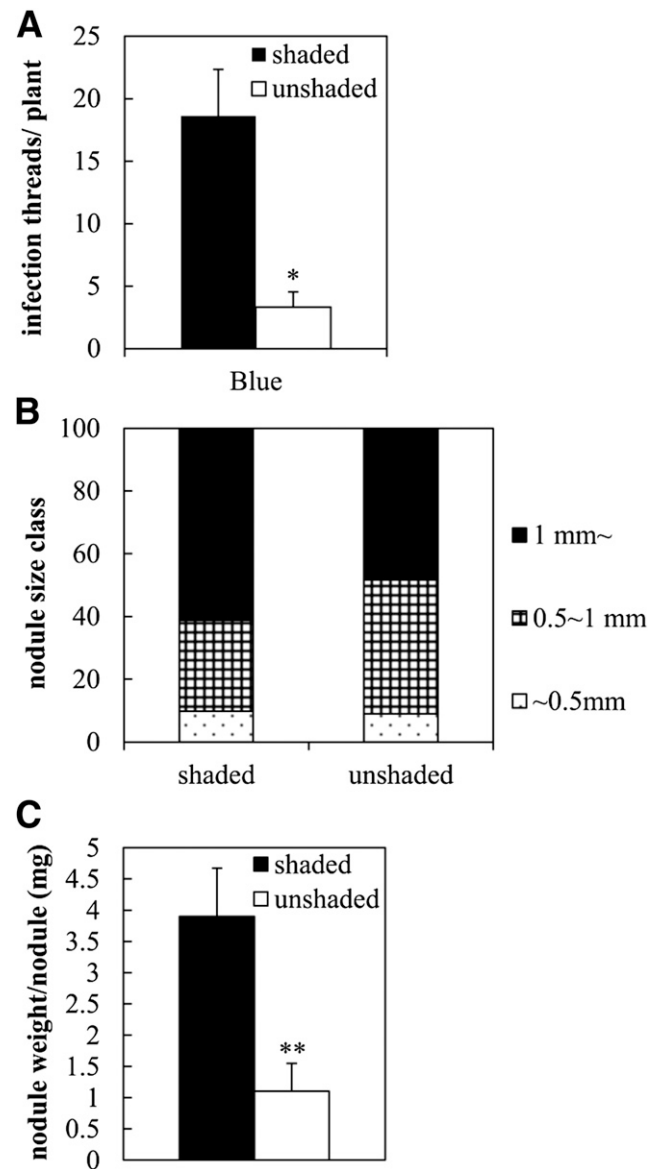 A
infection threads/ plant
25
20
15
10
5
0
shaded
unshaded
*
Blue
B
nodule size class
100
80
60
40
20
0
1 mm~
0.5~1 mm
~0.5mm
shaded
unshaded
C
nodule weight/nodule (mg)
5
4.5
4
3.5
3
2.5
2
1.5
1
0.5
0
shaded
unshaded
**